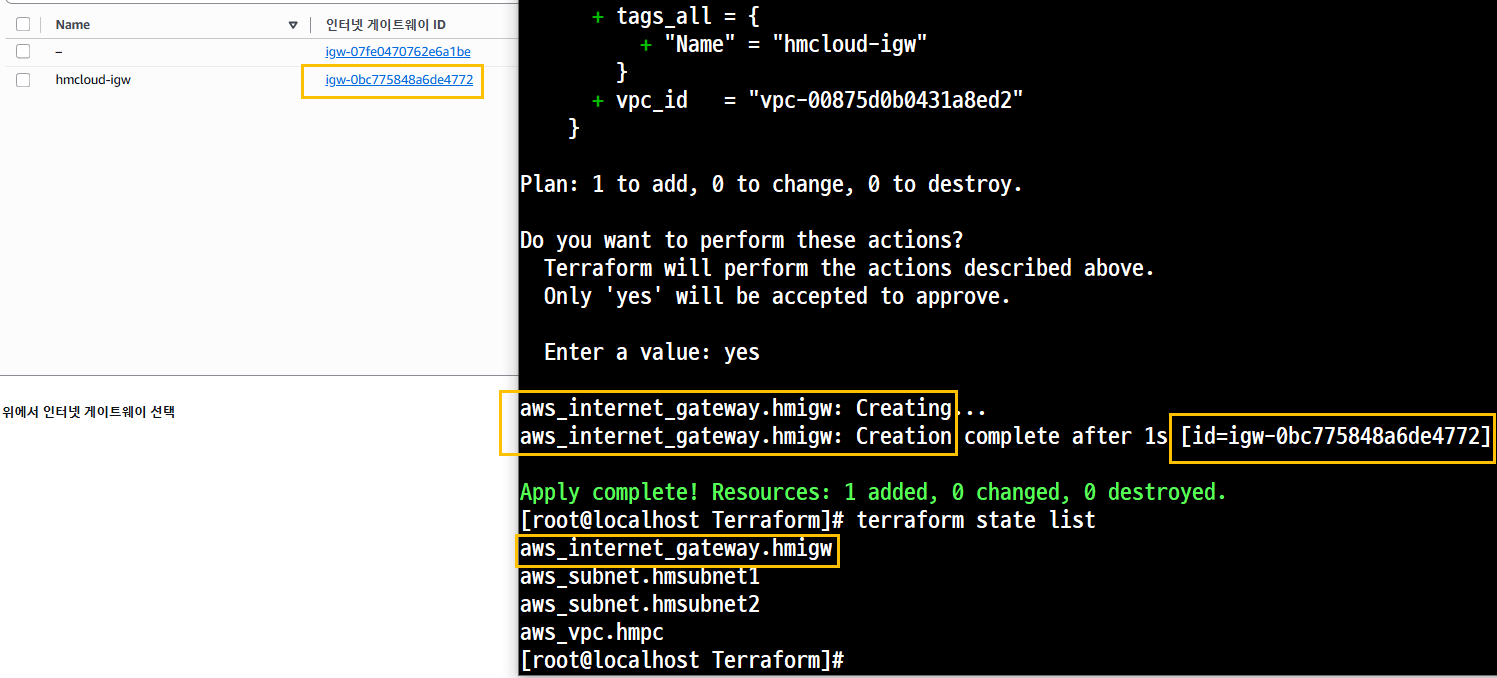 Name 인터넷 게이트웨이 ID
– igw-07fe0470762e6a1be
hmcloud-igw igw-0bc775848a6de4772
위에서 인터넷 게이트웨이 선택
+ tags_all = {
+ "Name" = "hmcloud-igw"
}
+ vpc_id = "vpc-00875d0b0431a8ed2"
}
Plan: 1 to add, 0 to change, 0 to destroy.
Do you want to perform these actions?
Terraform will perform the actions described above.
Only 'yes' will be accepted to approve.
Enter a value: yes
aws_internet_gateway.hmigw: Creating...
aws_internet_gateway.hmigw: Creation complete after 1s [id=igw-0bc775848a6de4772]
Apply complete! Resources: 1 added, 0 changed, 0 destroyed.
[root@localhost Terraform]# terraform state list
aws_internet_gateway.hmigw
aws_subnet.hmsubnet1
aws_subnet.hmsubnet2
aws_vpc.hmpc
[root@localhost Terraform]#